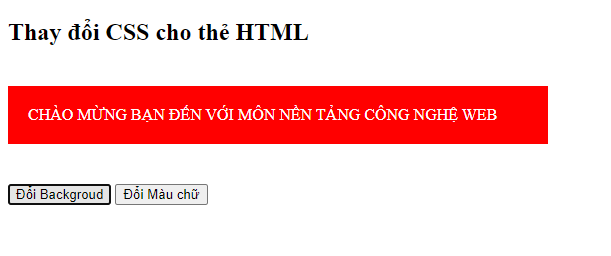 Thay đổi CSS cho thẻ HTML
CHÀO MỪNG BẠN ĐẾN VỚI MÔN NỀN TẢNG CÔNG NGHỆ WEB
Đổi Backgroud Đổi Màu chữ